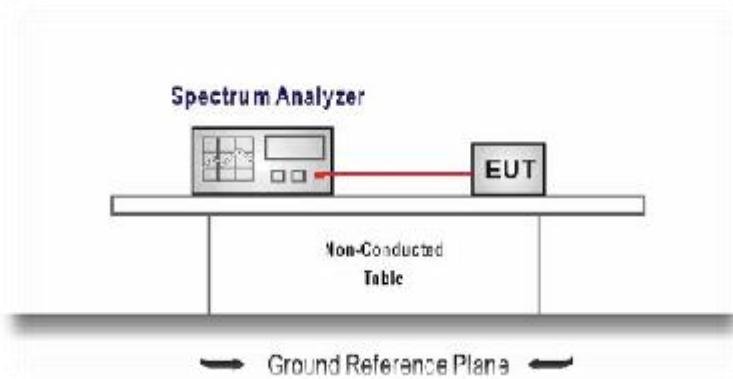 Spectrum Analyzer
EUT
Non-Conducted
Table
Ground Reference Plane